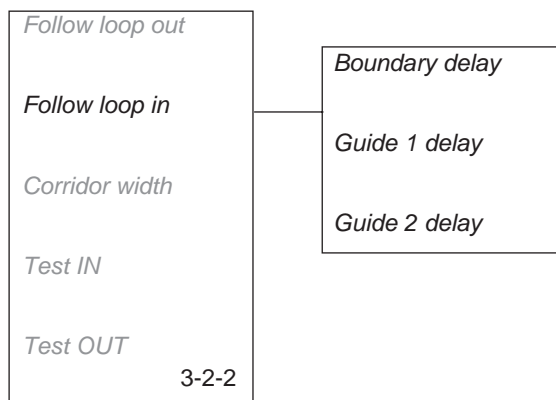 Follow loop out
Follow loop in
Corridor width
Test IN
Test OUT
3-2-2
Boundary delay
Guide 1 delay
Guide 2 delay